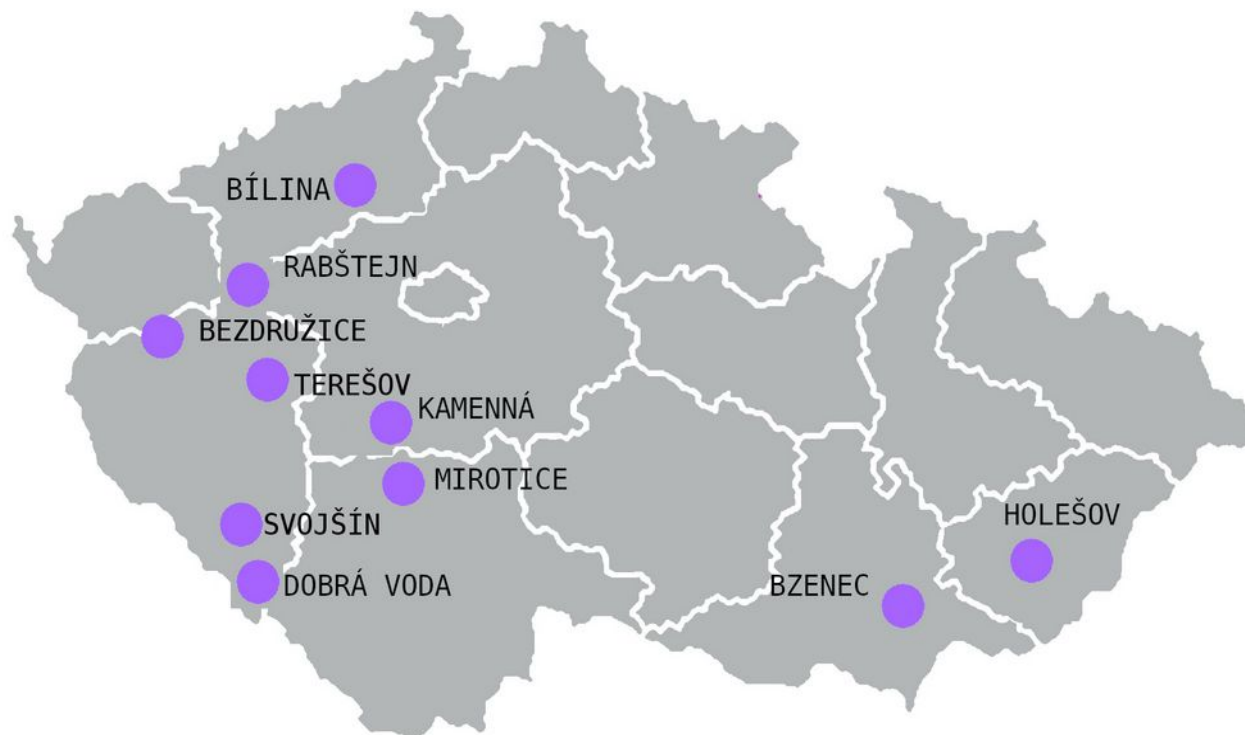 BÍLINA
RABŠTEJN
BEZDRUŽICE
TEREŠOV
KAMENNÁ
MIROTICE
SVOJŠÍN
HOLEŠOV
DOBRÁ VODA
BZENEC